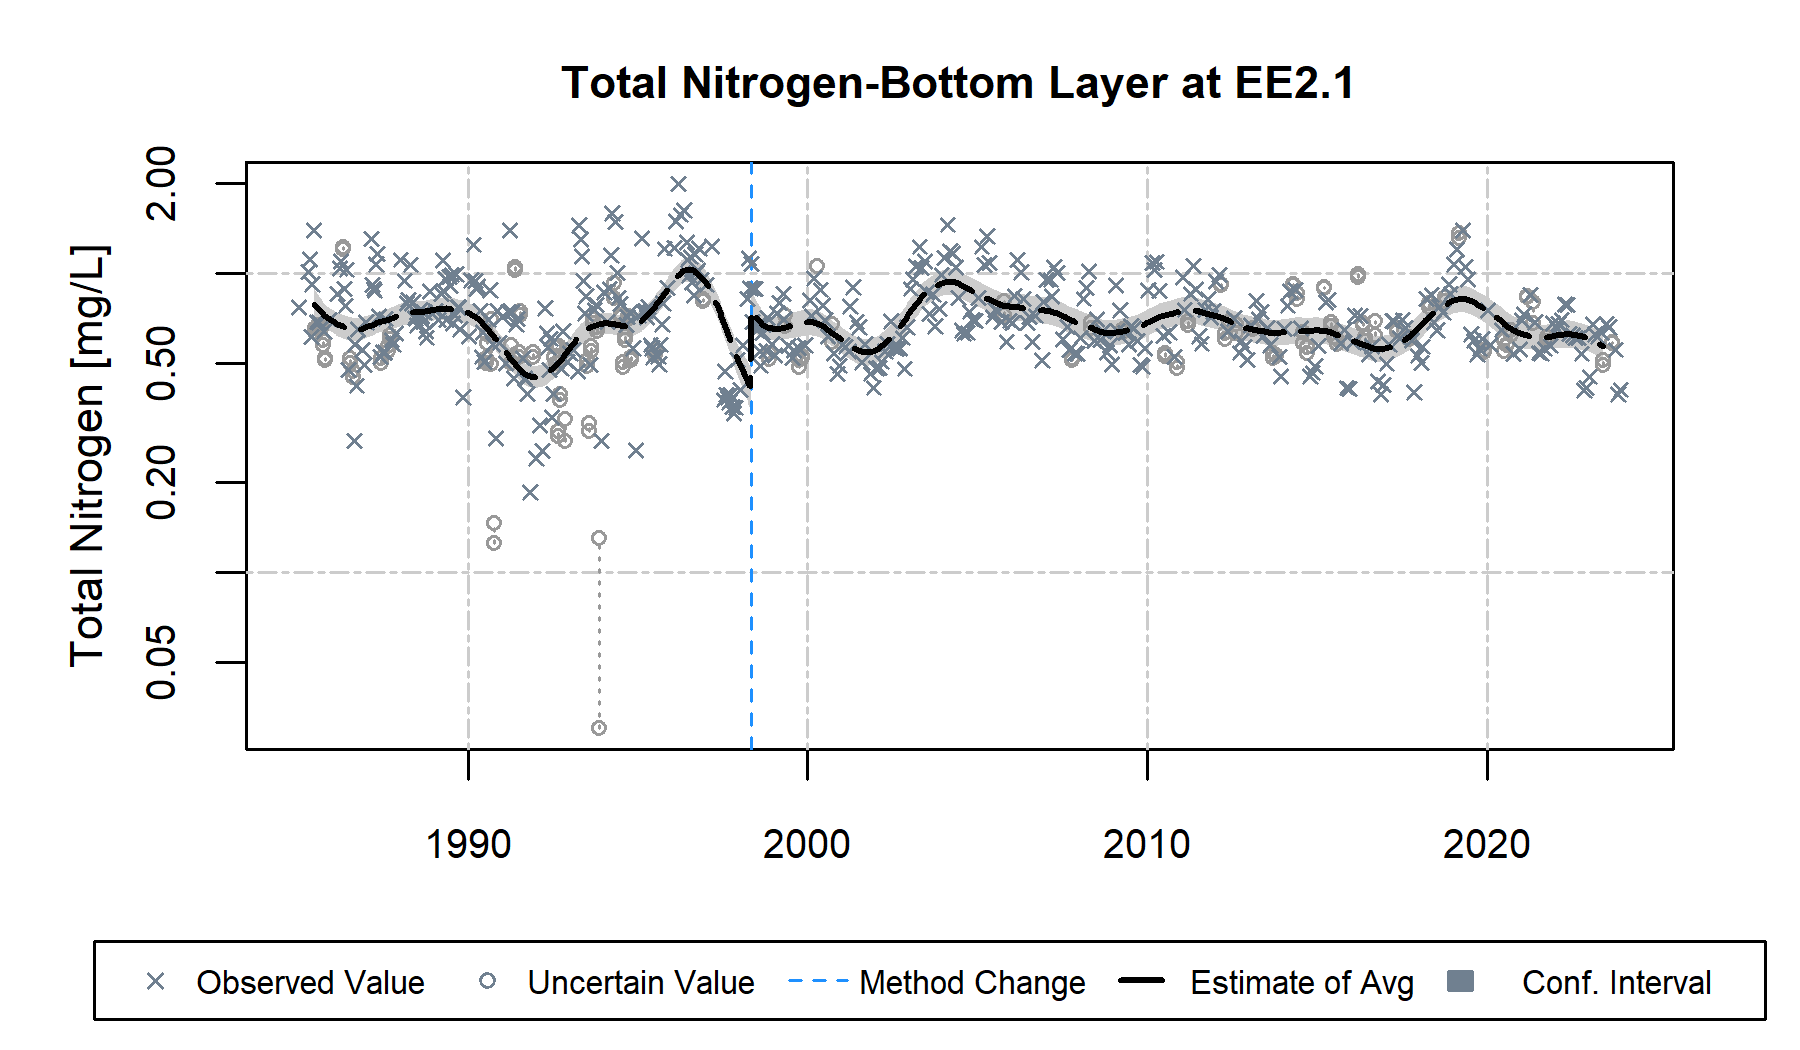 Total Nitrogen-Bottom Layer at EE2.1
Total Nitrogen [mg/L]
2.00
0.50
0.20
0.05
1990 2000 2010 2020
Observed Value Uncertain Value Method Change Estimate of Avg Conf. Interval